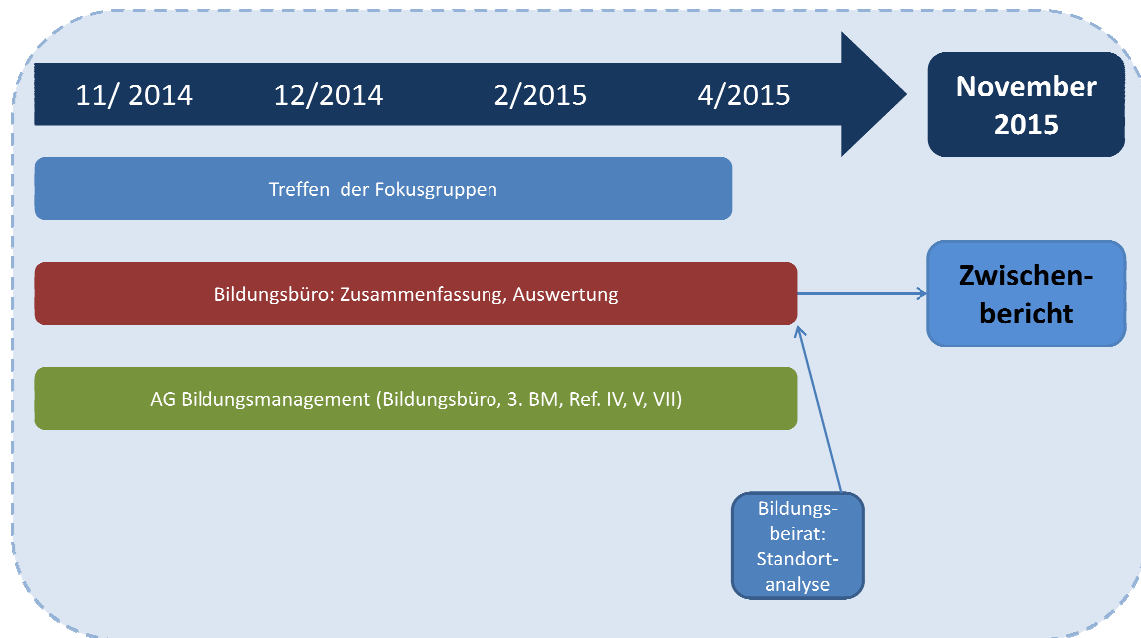 11/ 2014 12/2014 2/2015 4/2015
November
2015
Treffen der Fokusgruppen
Bildungsbüro: Zusammenfassung, Auswertung
Zwischen-
bericht
AG Bildungsmanagement (Bildungsbüro, 3. BM, Ref. IV, V, VII)
Bildungs-
beirat:
Standort-
analyse